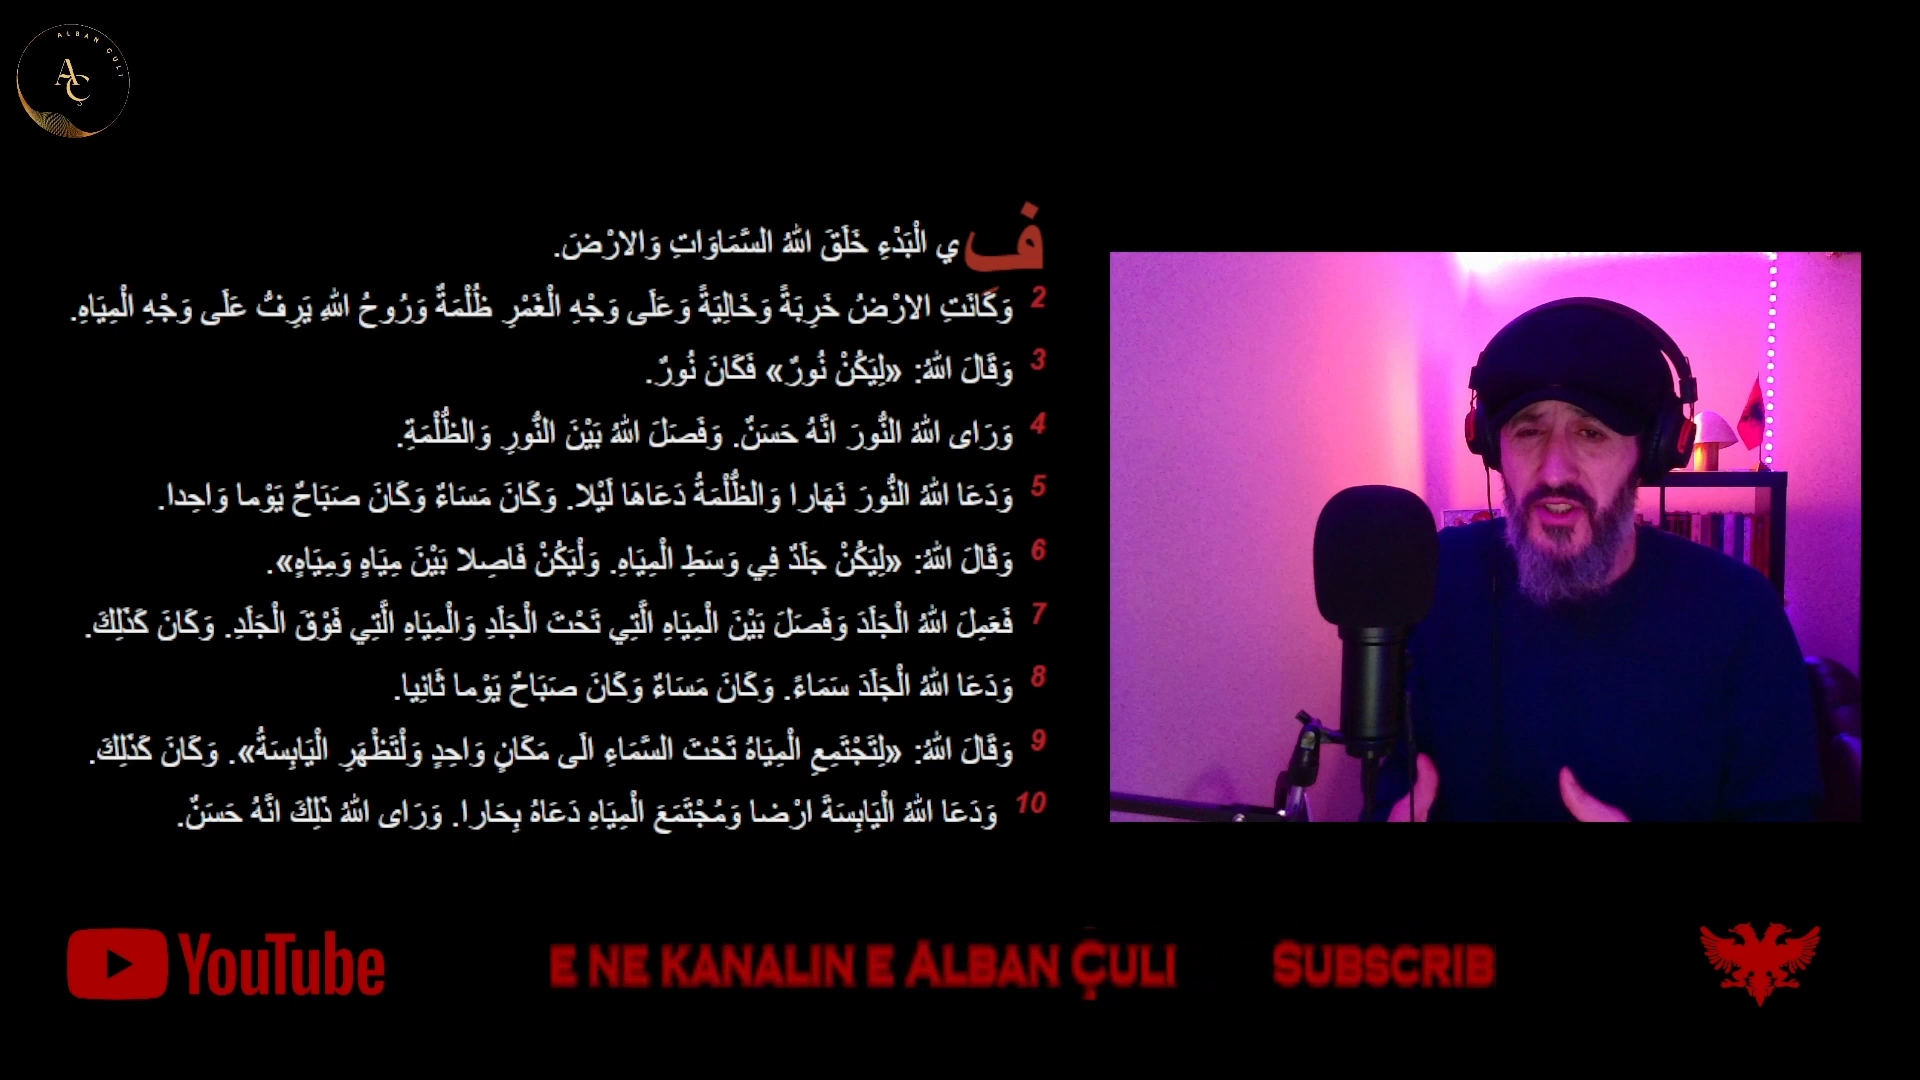 ALBAN ÇULI
AÇ
في الْبَدْءِ خَلَقَ اللهُ السَّمَاوَاتِ وَالارْضَ.
2 وَكَانَتِ الارْضُ خَرِبَةً وَخَالِيَةً وَعَلَى وَجْهِ الْغَمْرِ ظُلْمَةٌ وَرُوحُ اللهِ يَرِفُّ عَلَى وَجْهِ الْمِيَاهِ.
3 وَقَالَ اللهُ: «لِيَكُنْ نُورٌ» فَكَانَ نُورٌ.
4 وَرَاى اللهُ النُّورَ انَّهُ حَسَنٌ. وَفَصَلَ اللهُ بَيْنَ النُّورِ وَالظُّلْمَةِ.
5 وَدَعَا اللهُ النُّورَ نَهَارا وَالظُّلْمَةُ دَعَاهَا لَيْلا. وَكَانَ مَسَاءٌ وَكَانَ صَبَاحٌ يَوْما وَاحِدا.
6 وَقَالَ اللهُ: «لِيَكُنْ جَلَدٌ فِي وَسَطِ الْمِيَاهِ. وَلْيَكُنْ فَاصِلا بَيْنَ مِيَاهٍ وَمِيَاهٍ».
7 فَعَمِلَ اللهُ الْجَلَدَ وَفَصَلَ بَيْنَ الْمِيَاهِ الَّتِي تَحْتَ الْجَلَدِ وَالْمِيَاهِ الَّتِي فَوْقَ الْجَلَدِ. وَكَانَ كَذَلِكَ.
8 وَدَعَا اللهُ الْجَلَدَ سَمَاءً. وَكَانَ مَسَاءٌ وَكَانَ صَبَاحٌ يَوْما ثَانِيا.
9 وَقَالَ اللهُ: «لِتَجْتَمِعِ الْمِيَاهُ تَحْتَ السَّمَاءِ الَى مَكَانٍ وَاحِدٍ وَلْتَظْهَرِ الْيَابِسَةُ». وَكَانَ كَذَلِكَ.
10 وَدَعَا اللهُ الْيَابِسَةَ ارْضا وَمُجْتَمَعَ الْمِيَاهِ دَعَاهُ بِحَارا. وَرَاى اللهُ ذَلِكَ انَّهُ حَسَنٌ.
YouTube E NE KANALIN E ALBAN ÇULI SUBSCRIB